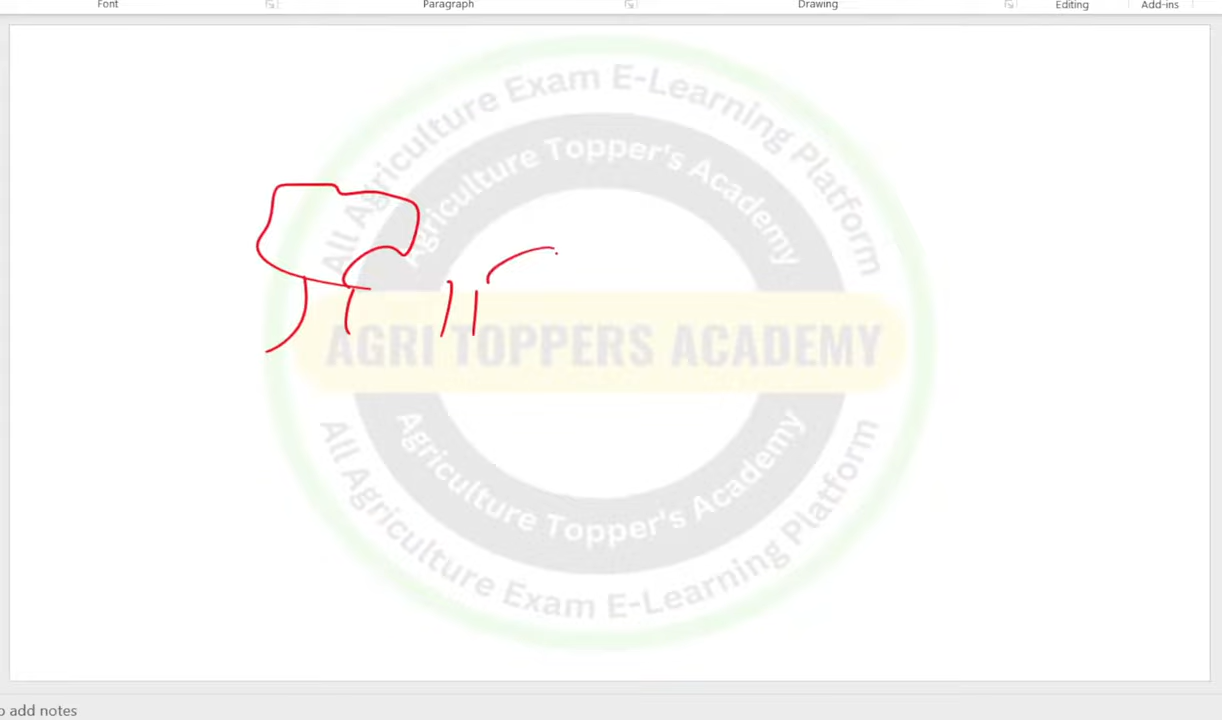 Font Paragraph Drawing Editing Add-ins
All Agriculture Exam E-Learning Platform
Agriculture Topper's Academy
AGRI TOPPERS ACADEMY
Agriculture Topper's Academy
All Agriculture Exam E-Learning Platform
o add notes